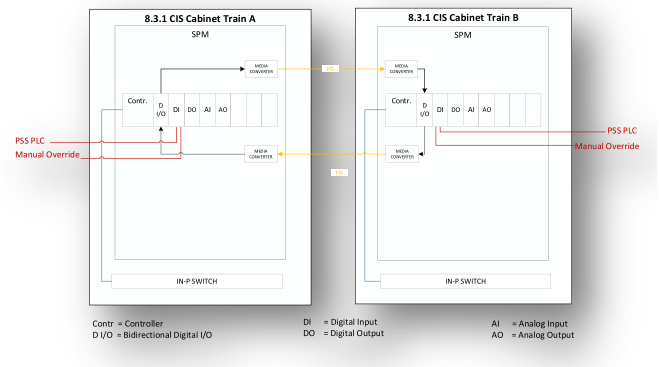 8.3.1 CIS Cabinet Train A
SPM
MEDIA
CONVERTER
Contr.
D
I/O
DI
DO
AI
AO
PSS PLC
Manual Override
MEDIA
CONVERTER
IN-P SWITCH
FO
FO
8.3.1 CIS Cabinet Train B
SPM
MEDIA
CONVERTER
Contr.
D
I/O
DI
DO
AI
AO
PSS PLC
Manual Override
MEDIA
CONVERTER
IN-P SWITCH
Contr = Controller
D I/O = Bidirectional Digital I/O
DI = Digital Input
DO = Digital Output
AI = Analog Input
AO = Analog Output